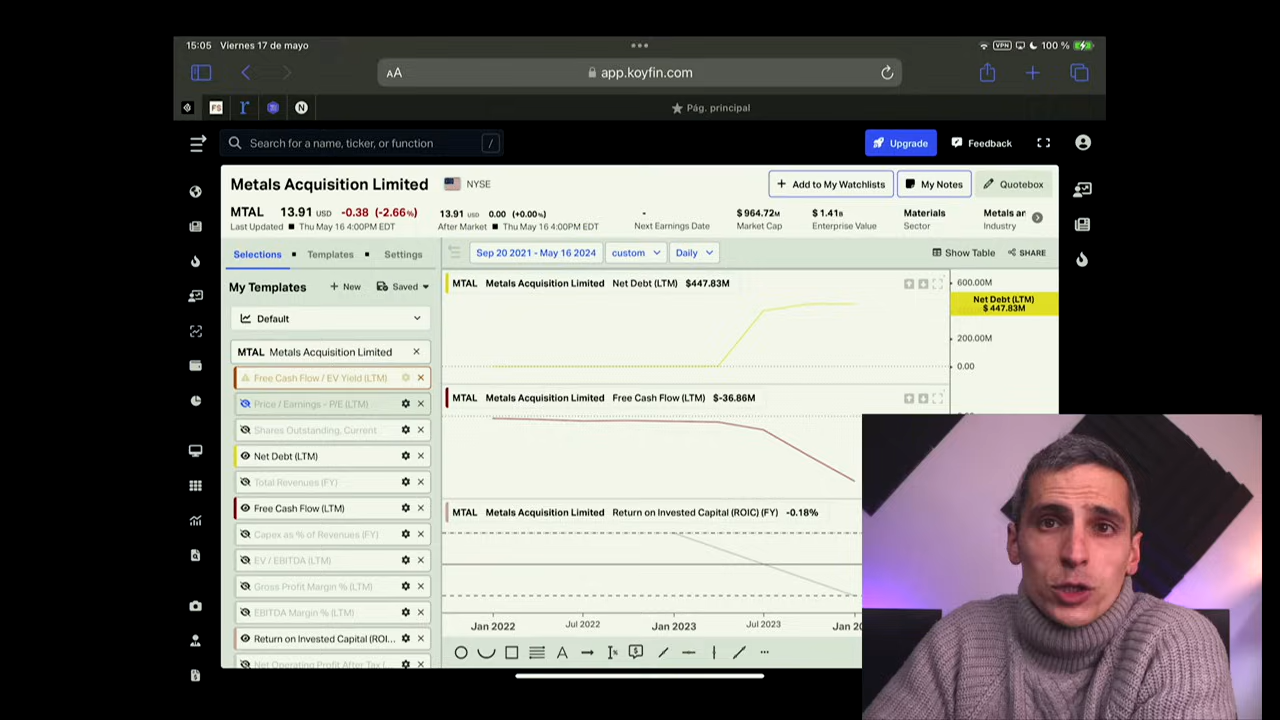 15:05 Viernes 17 de mayo
VPN 100 %
AA app.koyfin.com
FS r N Pág. principal
Search for a name, ticker, or function /
Upgrade Feedback
Metals Acquisition Limited NYSE
+ Add to My Watchlists My Notes Quotebox
MTAL 13.91 USD -0.38 (-2.66%) 13.91 USD 0.00 (+0.00%) - $ 964.72M $ 1.41B Materials Metals an
Last Updated Thu May 16 4:00PM EDT After Market Thu May 16 4:00PM EDT Next Earnings Date Market Cap Enterprise Value Sector Industry
Selections Templates Settings
Sep 20 2021 - May 16 2024 custom Daily Show Table SHARE
My Templates + New Saved
Default
MTAL Metals Acquisition Limited
Free Cash Flow / EV Yield (LTM)
Price / Earnings - P/E (LTM)
Shares Outstanding, Current
Net Debt (LTM)
Total Revenues (FY)
Free Cash Flow (LTM)
Capex as % of Revenues (FY)
EV / EBITDA (LTM)
Gross Profit Margin % (LTM)
EBITDA Margin % (LTM)
Return on Invested Capital (ROI...
Net Operating Profit After Tax (...
MTAL Metals Acquisition Limited Net Debt (LTM) $447.83M
600.00M
Net Debt (LTM)
$ 447.83M
200.00M
0.00
MTAL Metals Acquisition Limited Free Cash Flow (LTM) $-36.86M
MTAL Metals Acquisition Limited Return on Invested Capital (ROIC) (FY) -0.18%
Jan 2022 Jul 2022 Jan 2023 Jul 2023 Jan 20